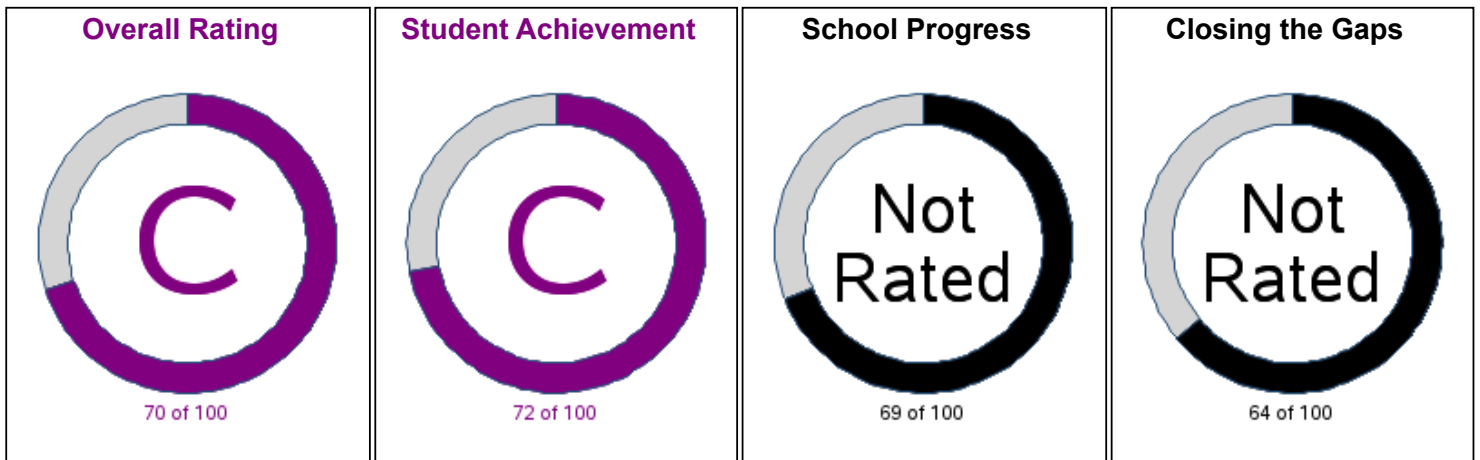 Overall Rating
C
70 of 100
Student Achievement
C
72 of 100
School Progress
Not
Rated
69 of 100
Closing the Gaps
Not
Rated
64 of 100